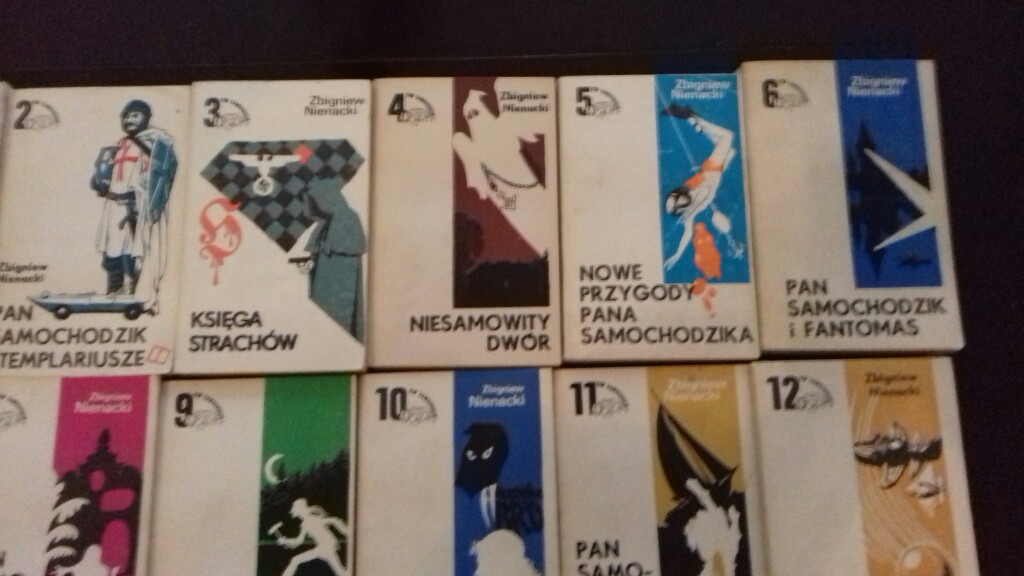 2
Zbigniew
Nienacki
PAN
SAMOCHODZIK
TEMPLARIUSZE
3
Zbigniew
Nienacki
KSIĘGA
STRACHÓW
4
Zbigniew
Nienacki
NIESAMOWITY
DWÓR
5
Zbigniew
Nienacki
NOWE
PRZYGODY
PANA
SAMOCHODZIKA
6
Zbigniew
Nienacki
PAN
SAMOCHODZIK
i FANTOMAS
Zbigniew
Nienacki
9
10
Zbigniew
Nienacki
11
Zbigniew
Nienacki
PAN
SAMO-
12
Zbigniew
Nienacki